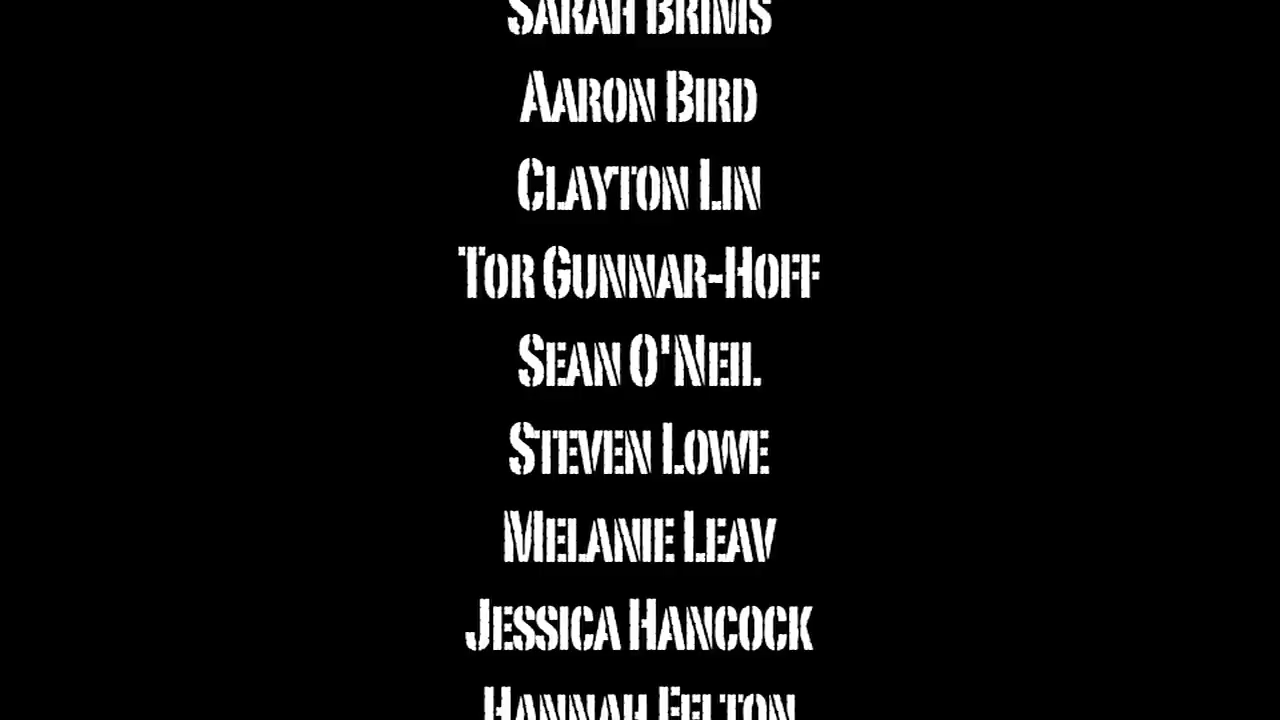 Sarah Brims
Aaron Bird
Clayton Lin
Tor Gunnar-Hoff
Sean O'Neil
Steven Lowe
Melanie Leav
Jessica Hancock
Hannah Felton